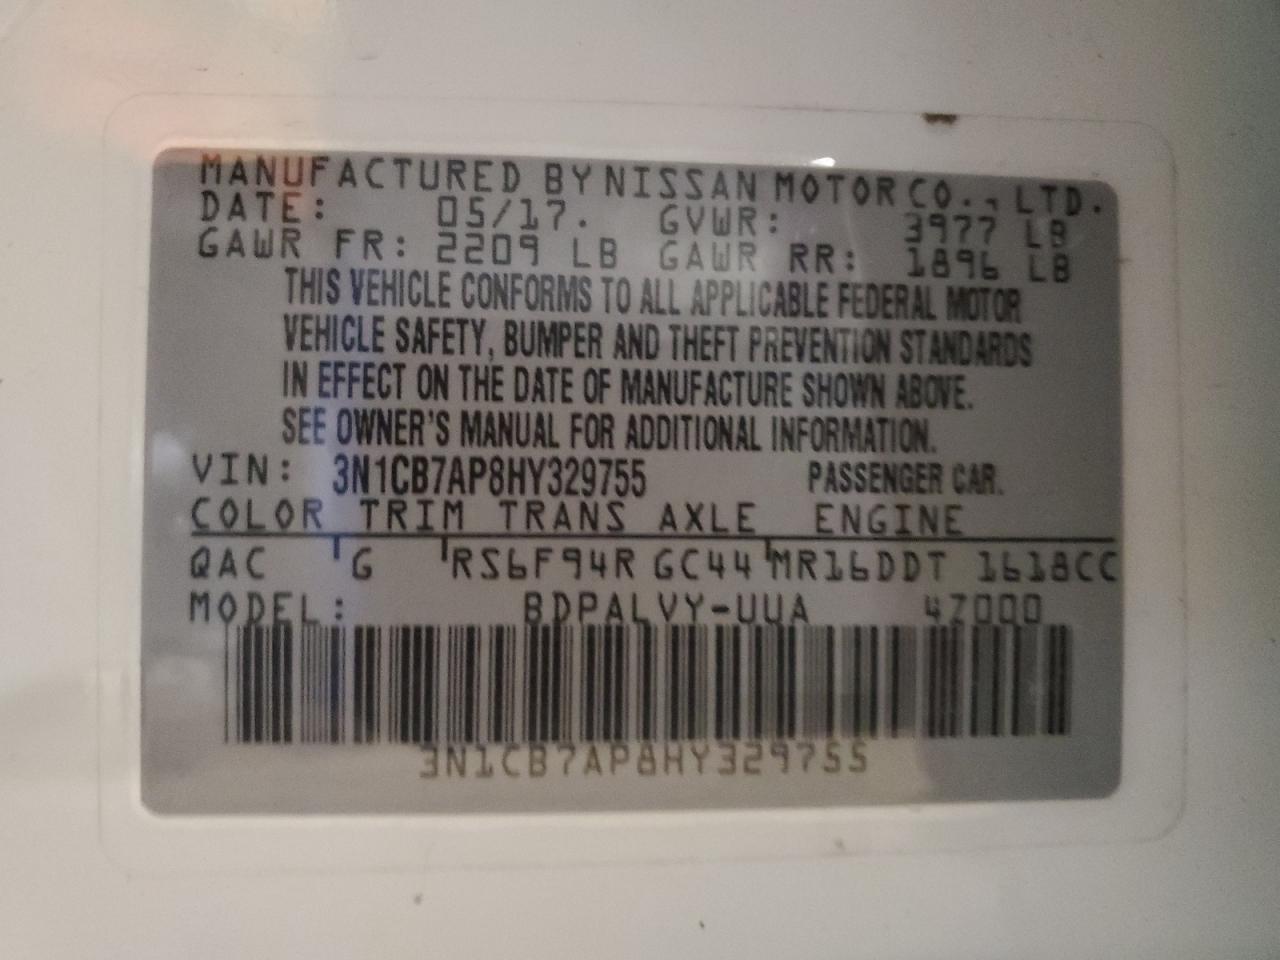 MANUFACTURED BY NISSAN MOTOR CO., LTD.
DATE: 05/17. GVWR: 3977 LB
GAWR FR: 2209 LB GAWR RR: 1896 LB
THIS VEHICLE CONFORMS TO ALL APPLICABLE FEDERAL MOTOR
VEHICLE SAFETY, BUMPER AND THEFT PREVENTION STANDARDS
IN EFFECT ON THE DATE OF MANUFACTURE SHOWN ABOVE.
SEE OWNER'S MANUAL FOR ADDITIONAL INFORMATION.
VIN: 3N1CB7AP8HY329755 PASSENGER CAR.
COLOR TRIM TRANS AXLE ENGINE
QAC G RS6F94R GC44 MR16DDT 1618CC
MODEL: BDPALVY-UUA 4Z000
3N1CB7AP8HY329755